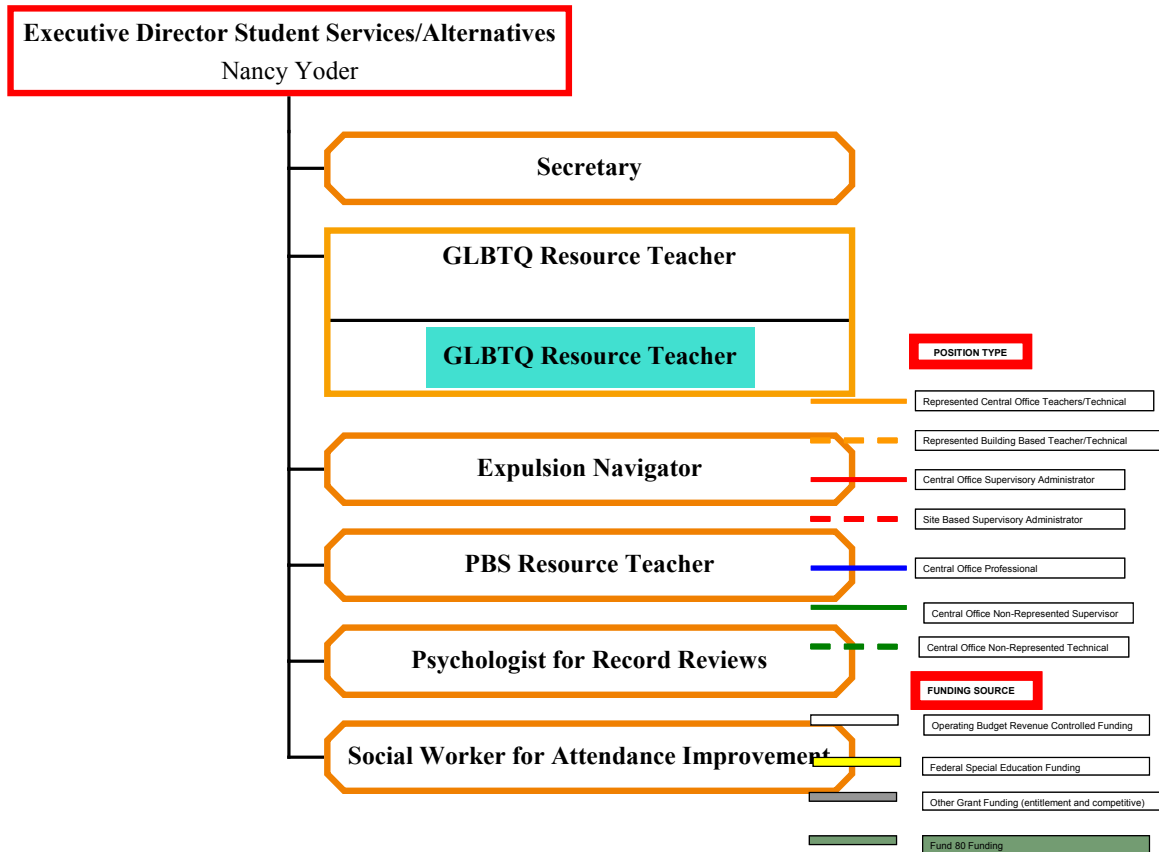 Executive Director Student Services/Alternatives
Nancy Yoder
Secretary
GLBTQ Resource Teacher
GLBTQ Resource Teacher
Expulsion Navigator
PBS Resource Teacher
Psychologist for Record Reviews
Social Worker for Attendance Improvement
POSITION TYPE
Represented Central Office Teachers/Technical
Represented Building Based Teacher/Technical
Central Office Supervisory Administrator
Site Based Supervisory Administrator
Central Office Professional
Central Office Non-Represented Supervisor
Central Office Non-Represented Technical
FUNDING SOURCE
Operating Budget Revenue Controlled Funding
Federal Special Education Funding
Other Grant Funding (entitlement and competitive)
Fund 80 Funding